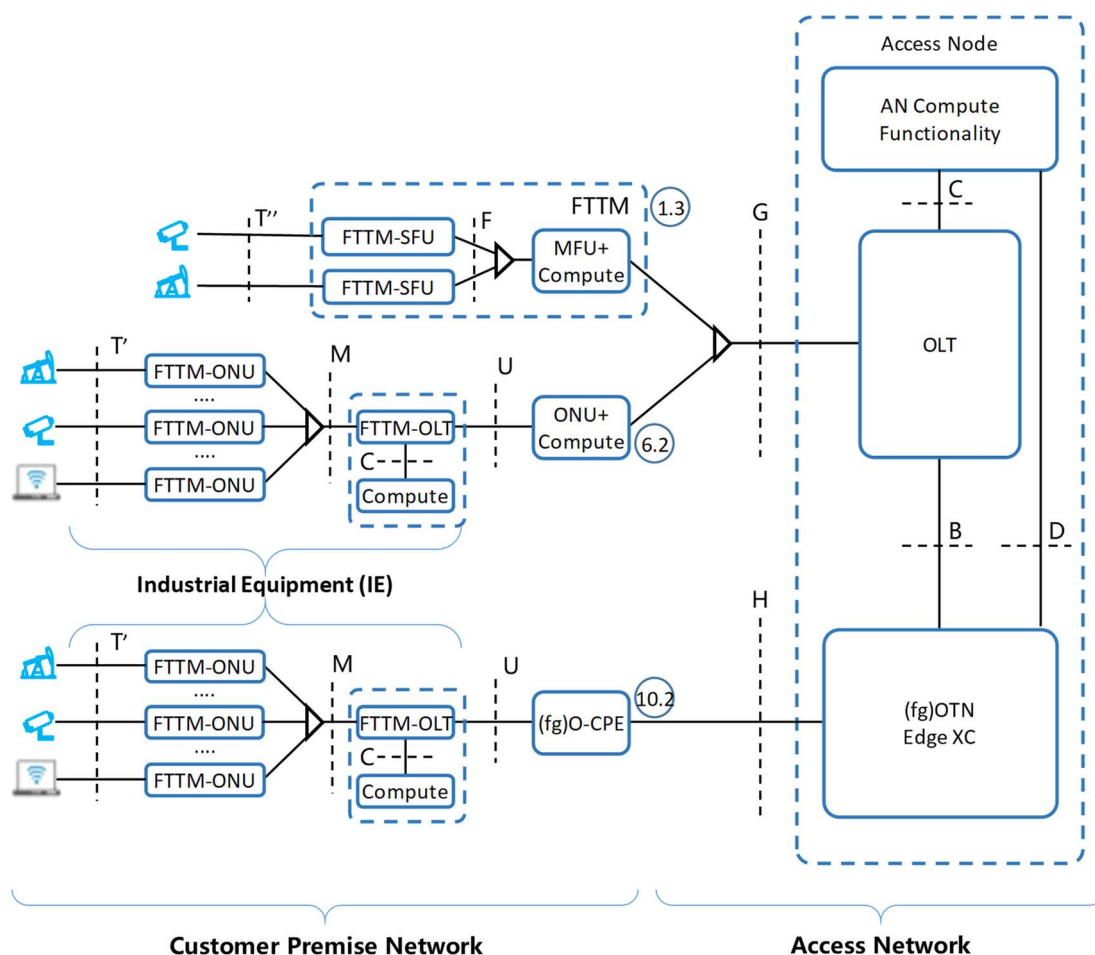 Access Node
AN Compute
Functionality
C
FTTM
1.3
G
T’’
F
FTTM-SFU
MFU+
Compute
FTTM-SFU
OLT
T’
M
U
FTTM-ONU
....
FTTM-ONU
....
FTTM-ONU
FTTM-OLT
C
Compute
ONU+
Compute
6.2
B
D
Industrial Equipment (IE)
H
T’
M
U
FTTM-ONU
....
FTTM-ONU
....
FTTM-ONU
FTTM-OLT
C
Compute
(fg)O-CPE
10.2
(fg)OTN
Edge XC
Customer Premise Network
Access Network